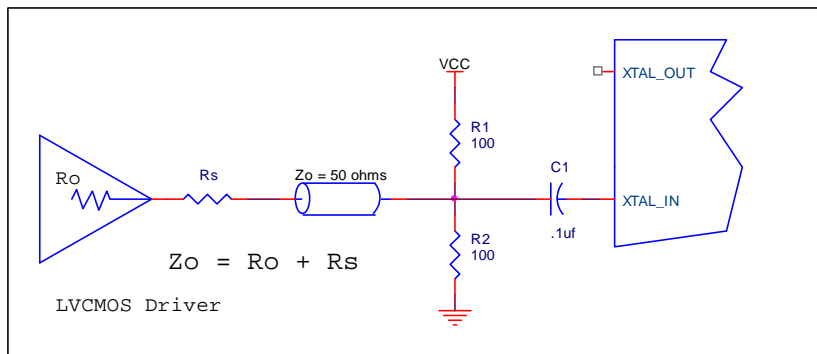 VCC
XTAL_OUT
R1
100
C1
Ro
Rs
Zo = 50 ohms
XTAL_IN
R2
100
.1uf
Zo = Ro + Rs
LVCMOS Driver